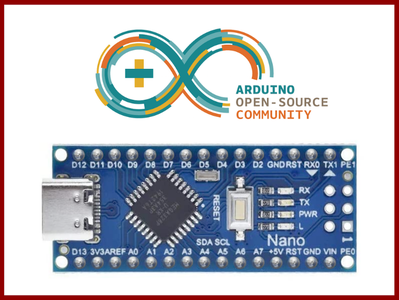 ARDUINO
OPEN-SOURCE
COMMUNITY
D12 D11 D10 D9 D8 D7 D6 D5 D4 D3 D2 GND RST RX0 TX1 PE1
RESET
RX
TX
PWR
L
SDA SCL
Nano
1
D13 3V3 AREF A0 A1 A2 A3 A4 A5 A6 A7 +5V RST GND VIN PE0